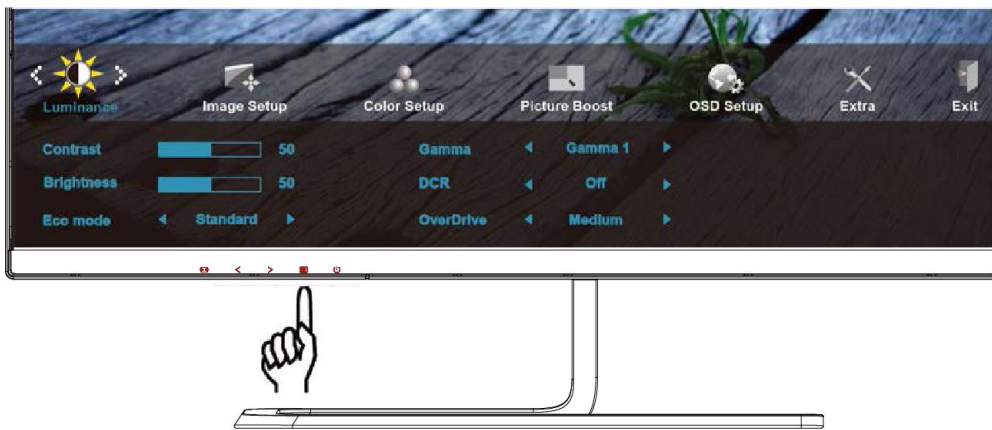 Luminance Image Setup Color Setup Picture Boost OSD Setup Extra Exit
Contrast 50 Gamma Gamma 1
Brightness 50 DCR Off
Eco mode Standard OverDrive Medium